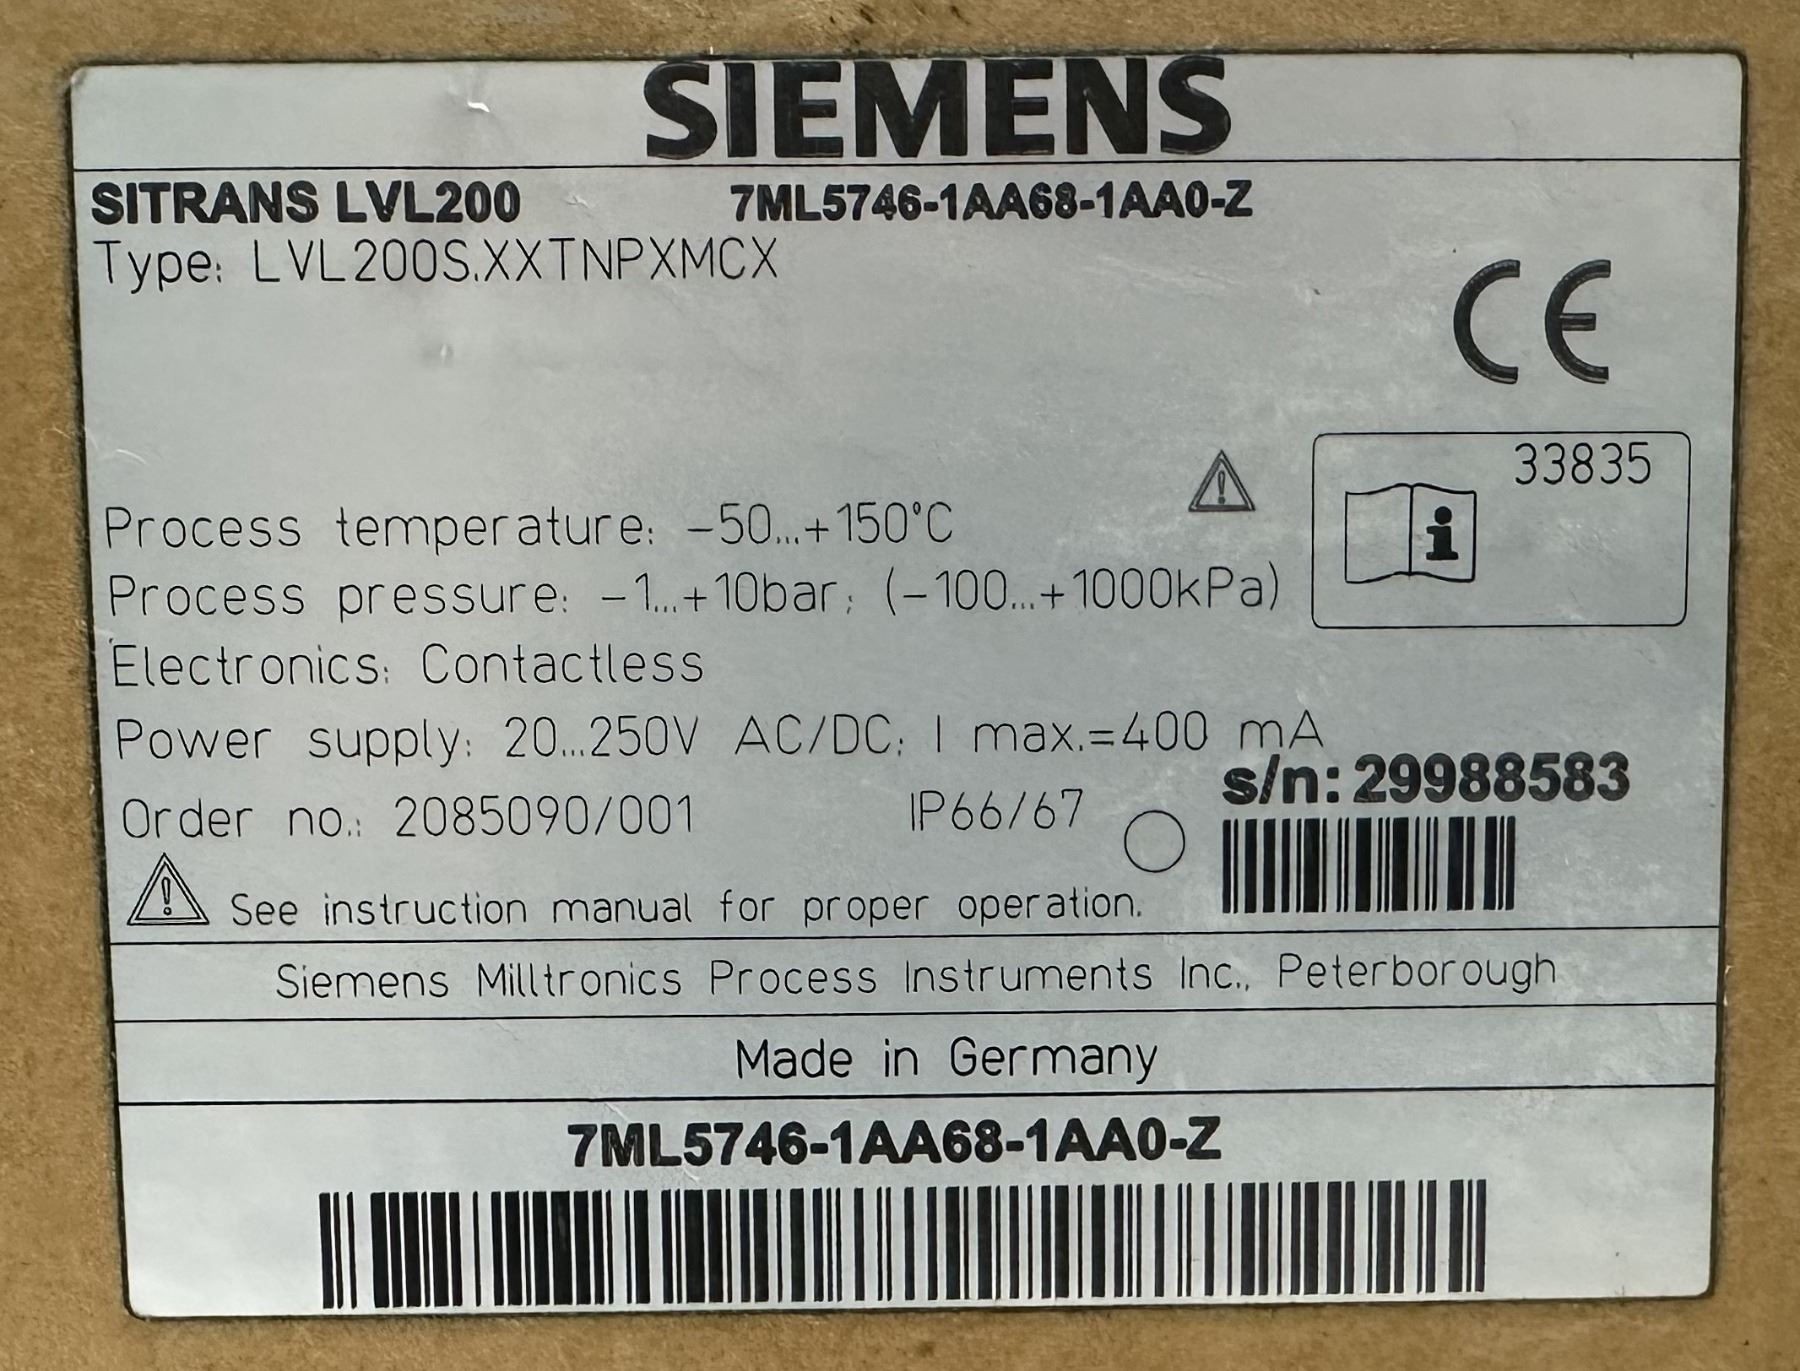 SIEMENS
SITRANS LVL200 7ML5746-1AA68-1AA0-Z
Type: LVL200S.XXTNPXMCX
CE
33835
Process temperature: -50...+150°C
Process pressure: -1...+10bar; (-100...+1000kPa)
Electronics: Contactless
Power supply: 20...250V AC/DC; I max.=400 mA
s/n: 29988583
Order no.: 2085090/001 IP66/67
See instruction manual for proper operation.
Siemens Milltronics Process Instruments Inc., Peterborough
Made in Germany
7ML5746-1AA68-1AA0-Z